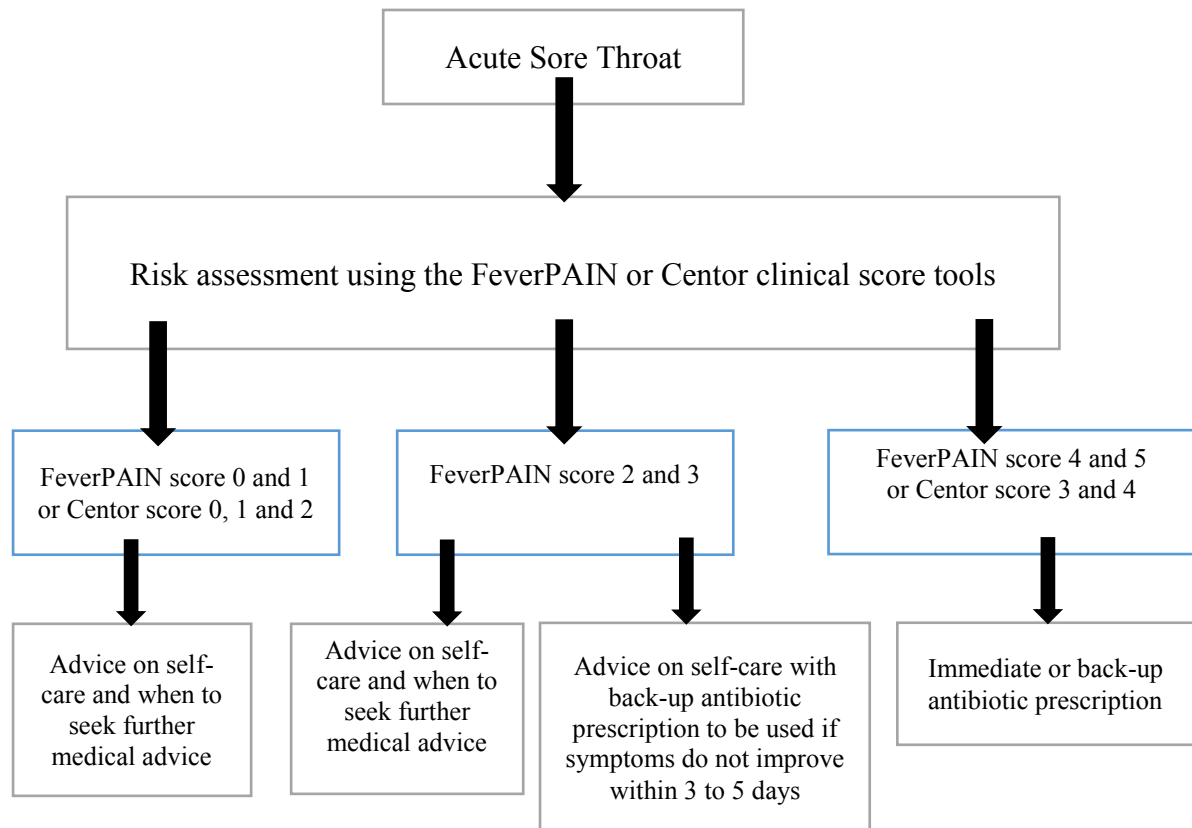 Acute Sore Throat
Risk assessment using the FeverPAIN or Centor clinical score tools
FeverPAIN score 0 and 1
or Centor score 0, 1 and 2
FeverPAIN score 2 and 3
FeverPAIN score 4 and 5
or Centor score 3 and 4
Advice on self-
care and when to
seek further
medical advice
Advice on self-
care and when to
seek further
medical advice
Advice on self-care with
back-up antibiotic
prescription to be used if
symptoms do not improve
within 3 to 5 days
Immediate or back-up
antibiotic prescription